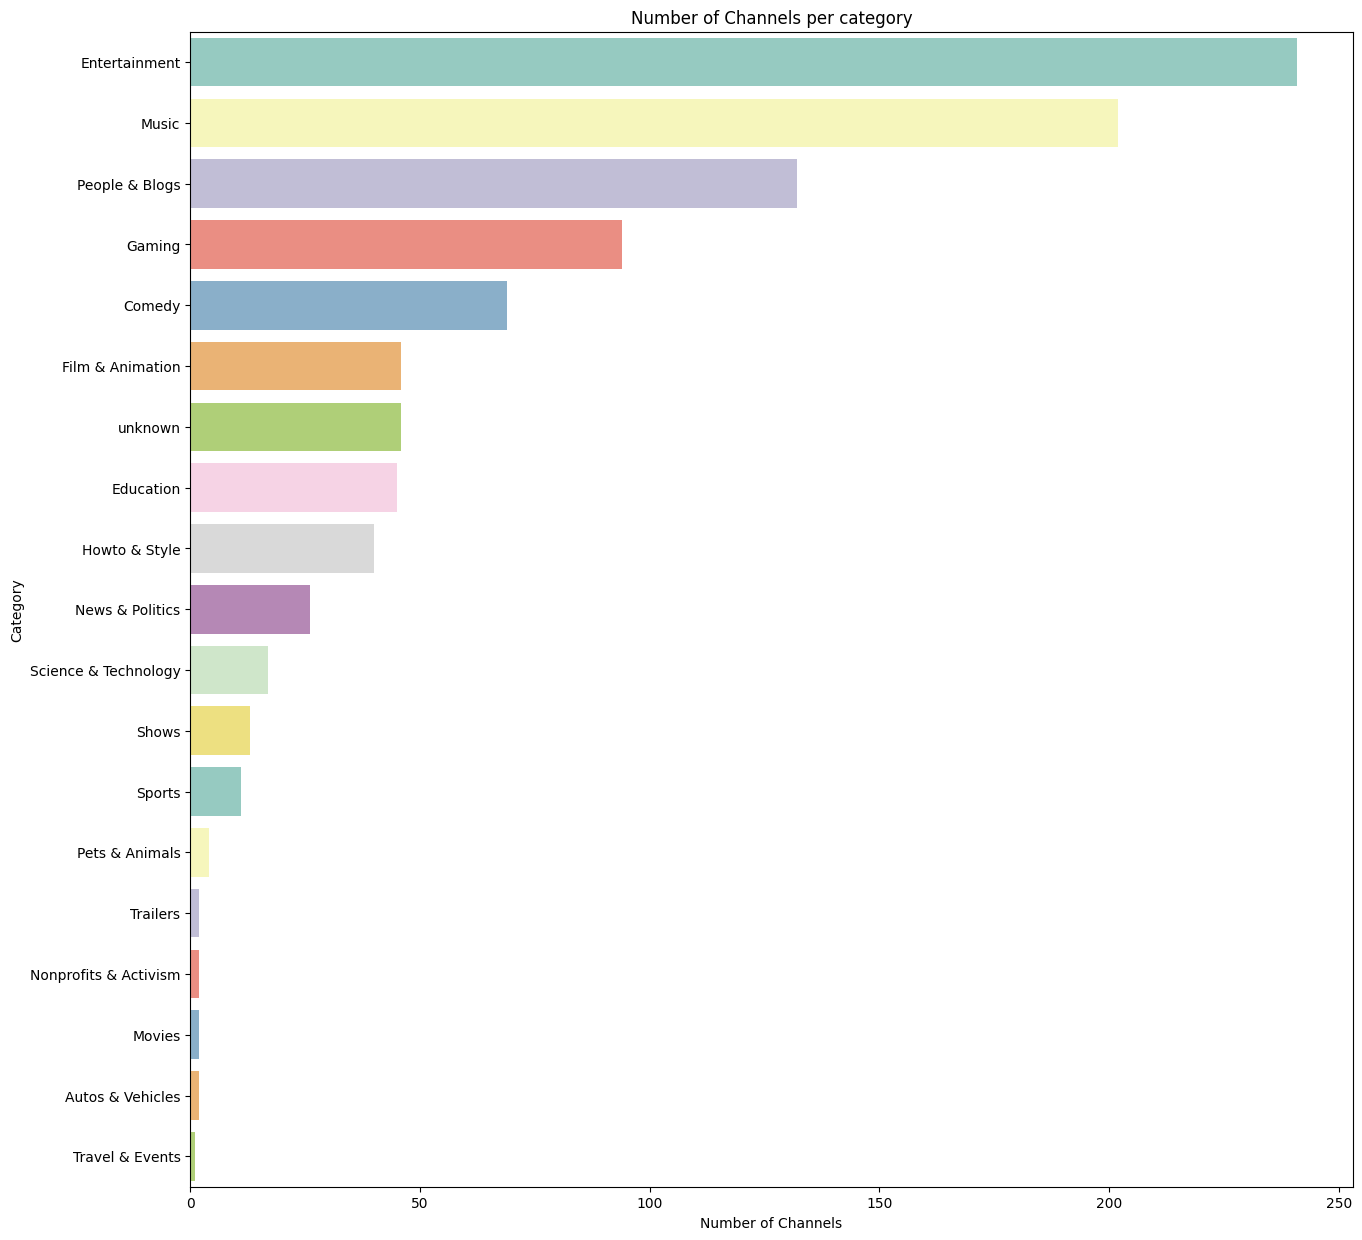 Number of Channels per category
Category
Entertainment
Music
People & Blogs
Gaming
Comedy
Film & Animation
unknown
Education
Howto & Style
News & Politics
Science & Technology
Shows
Sports
Pets & Animals
Trailers
Nonprofits & Activism
Movies
Autos & Vehicles
Travel & Events
0 50 100 150 200 250
Number of Channels